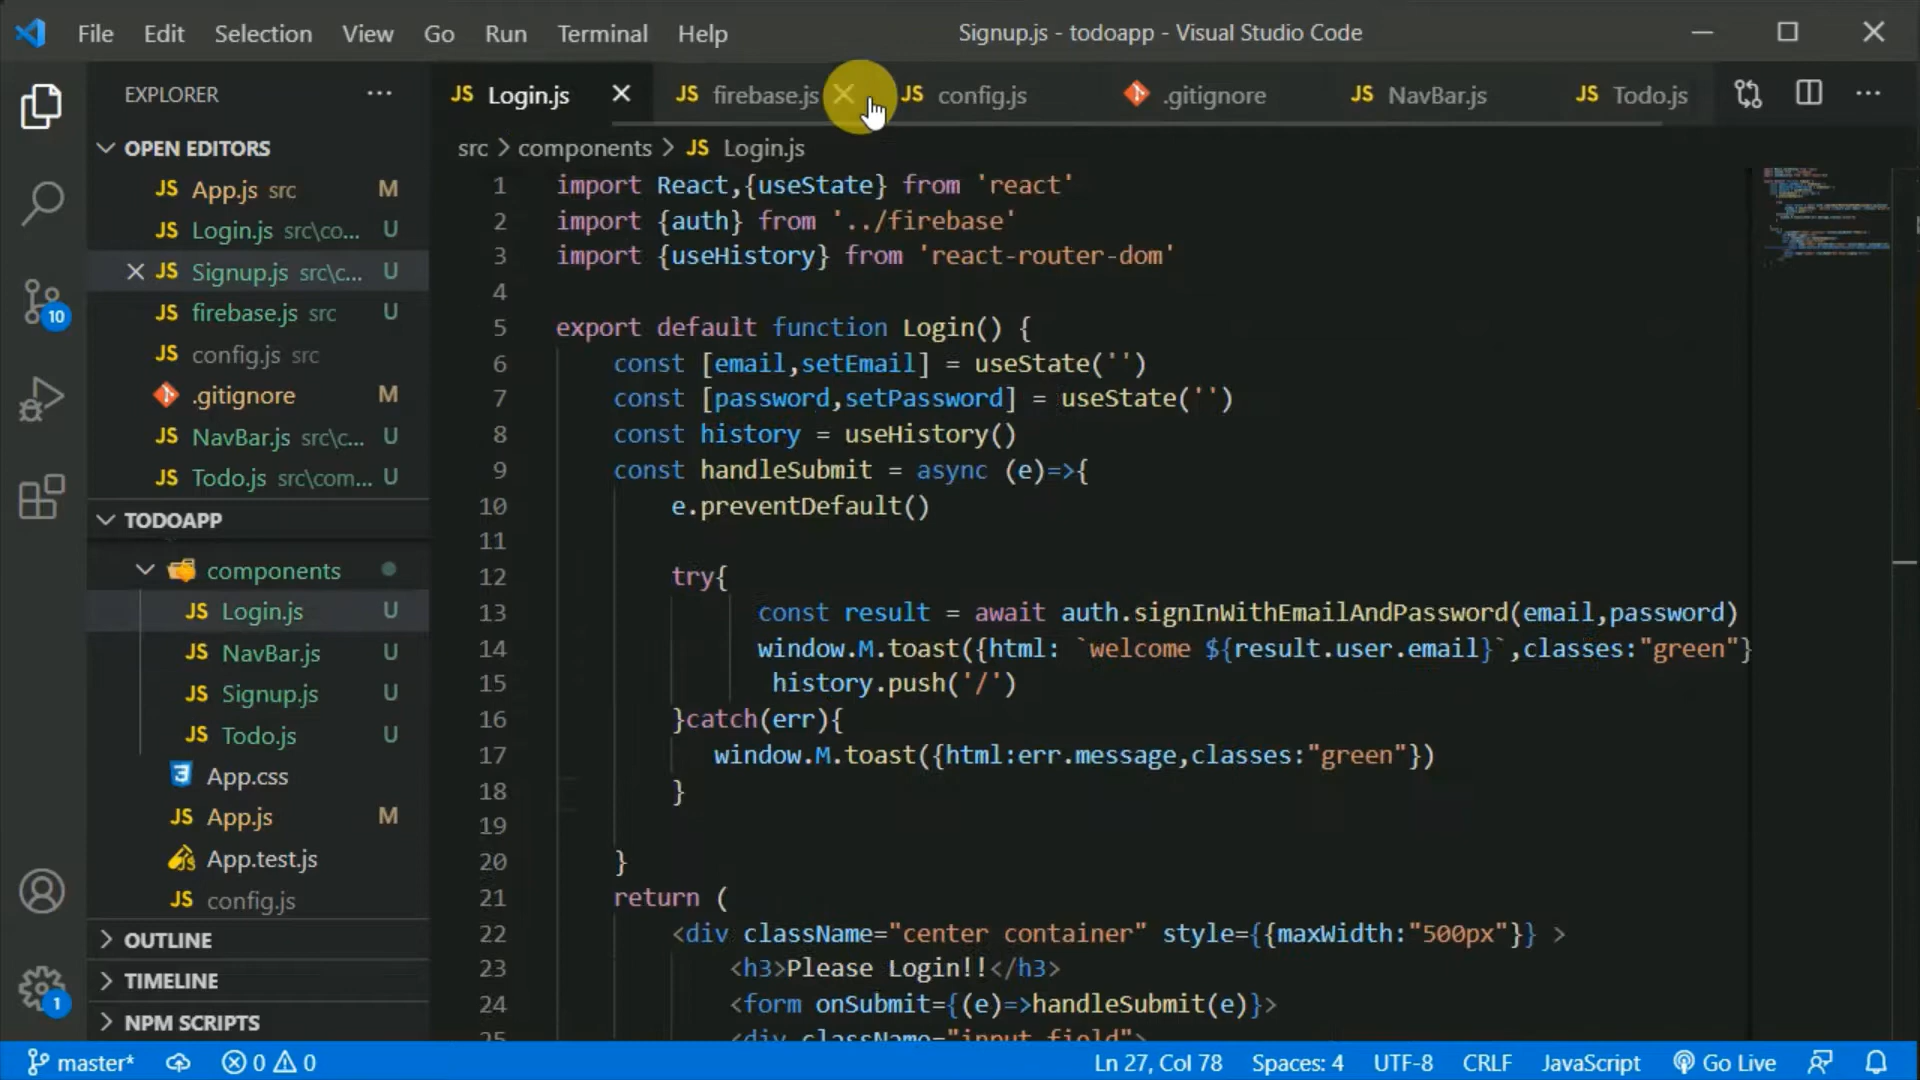 File Edit Selection View Go Run Terminal Help Signup.js - todoapp - Visual Studio Code
EXPLORER
JS Login.js JS firebase.js JS config.js .gitignore JS NavBar.js JS Todo.js
OPEN EDITORS
JS App.js src M
JS Login.js src\co... U
JS Signup.js src\c... U
JS firebase.js src U
JS config.js src
.gitignore M
JS NavBar.js src\c... U
JS Todo.js src\com... U
TODOAPP
components
JS Login.js U
JS NavBar.js U
JS Signup.js U
JS Todo.js U
App.css
JS App.js M
App.test.js
JS config.js
OUTLINE
TIMELINE
NPM SCRIPTS
10
1
src > components > JS Login.js
1 import React,{useState} from 'react'
2 import {auth} from '../firebase'
3 import {useHistory} from 'react-router-dom'
4
5 export default function Login() {
6 const [email,setEmail] = useState('')
7 const [password,setPassword] = useState('')
8 const history = useHistory()
9 const handleSubmit = async (e)=>{
10 e.preventDefault()
11
12 try{
13 const result = await auth.signInWithEmailAndPassword(email,password)
14 window.M.toast({html: `welcome ${result.user.email}`,classes:"green"}
15 history.push('/')
16 }catch(err){
17 window.M.toast({html:err.message,classes:"green"})
18 }
19
20 }
21 return (
22 <div className="center container" style={{maxWidth:"500px"}} >
23 <h3>Please Login!!</h3>
24 <form onSubmit={(e)=>handleSubmit(e)}>
25 <div className="input-field">
master* 0 0 Ln 27, Col 78 Spaces: 4 UTF-8 CRLF JavaScript Go Live